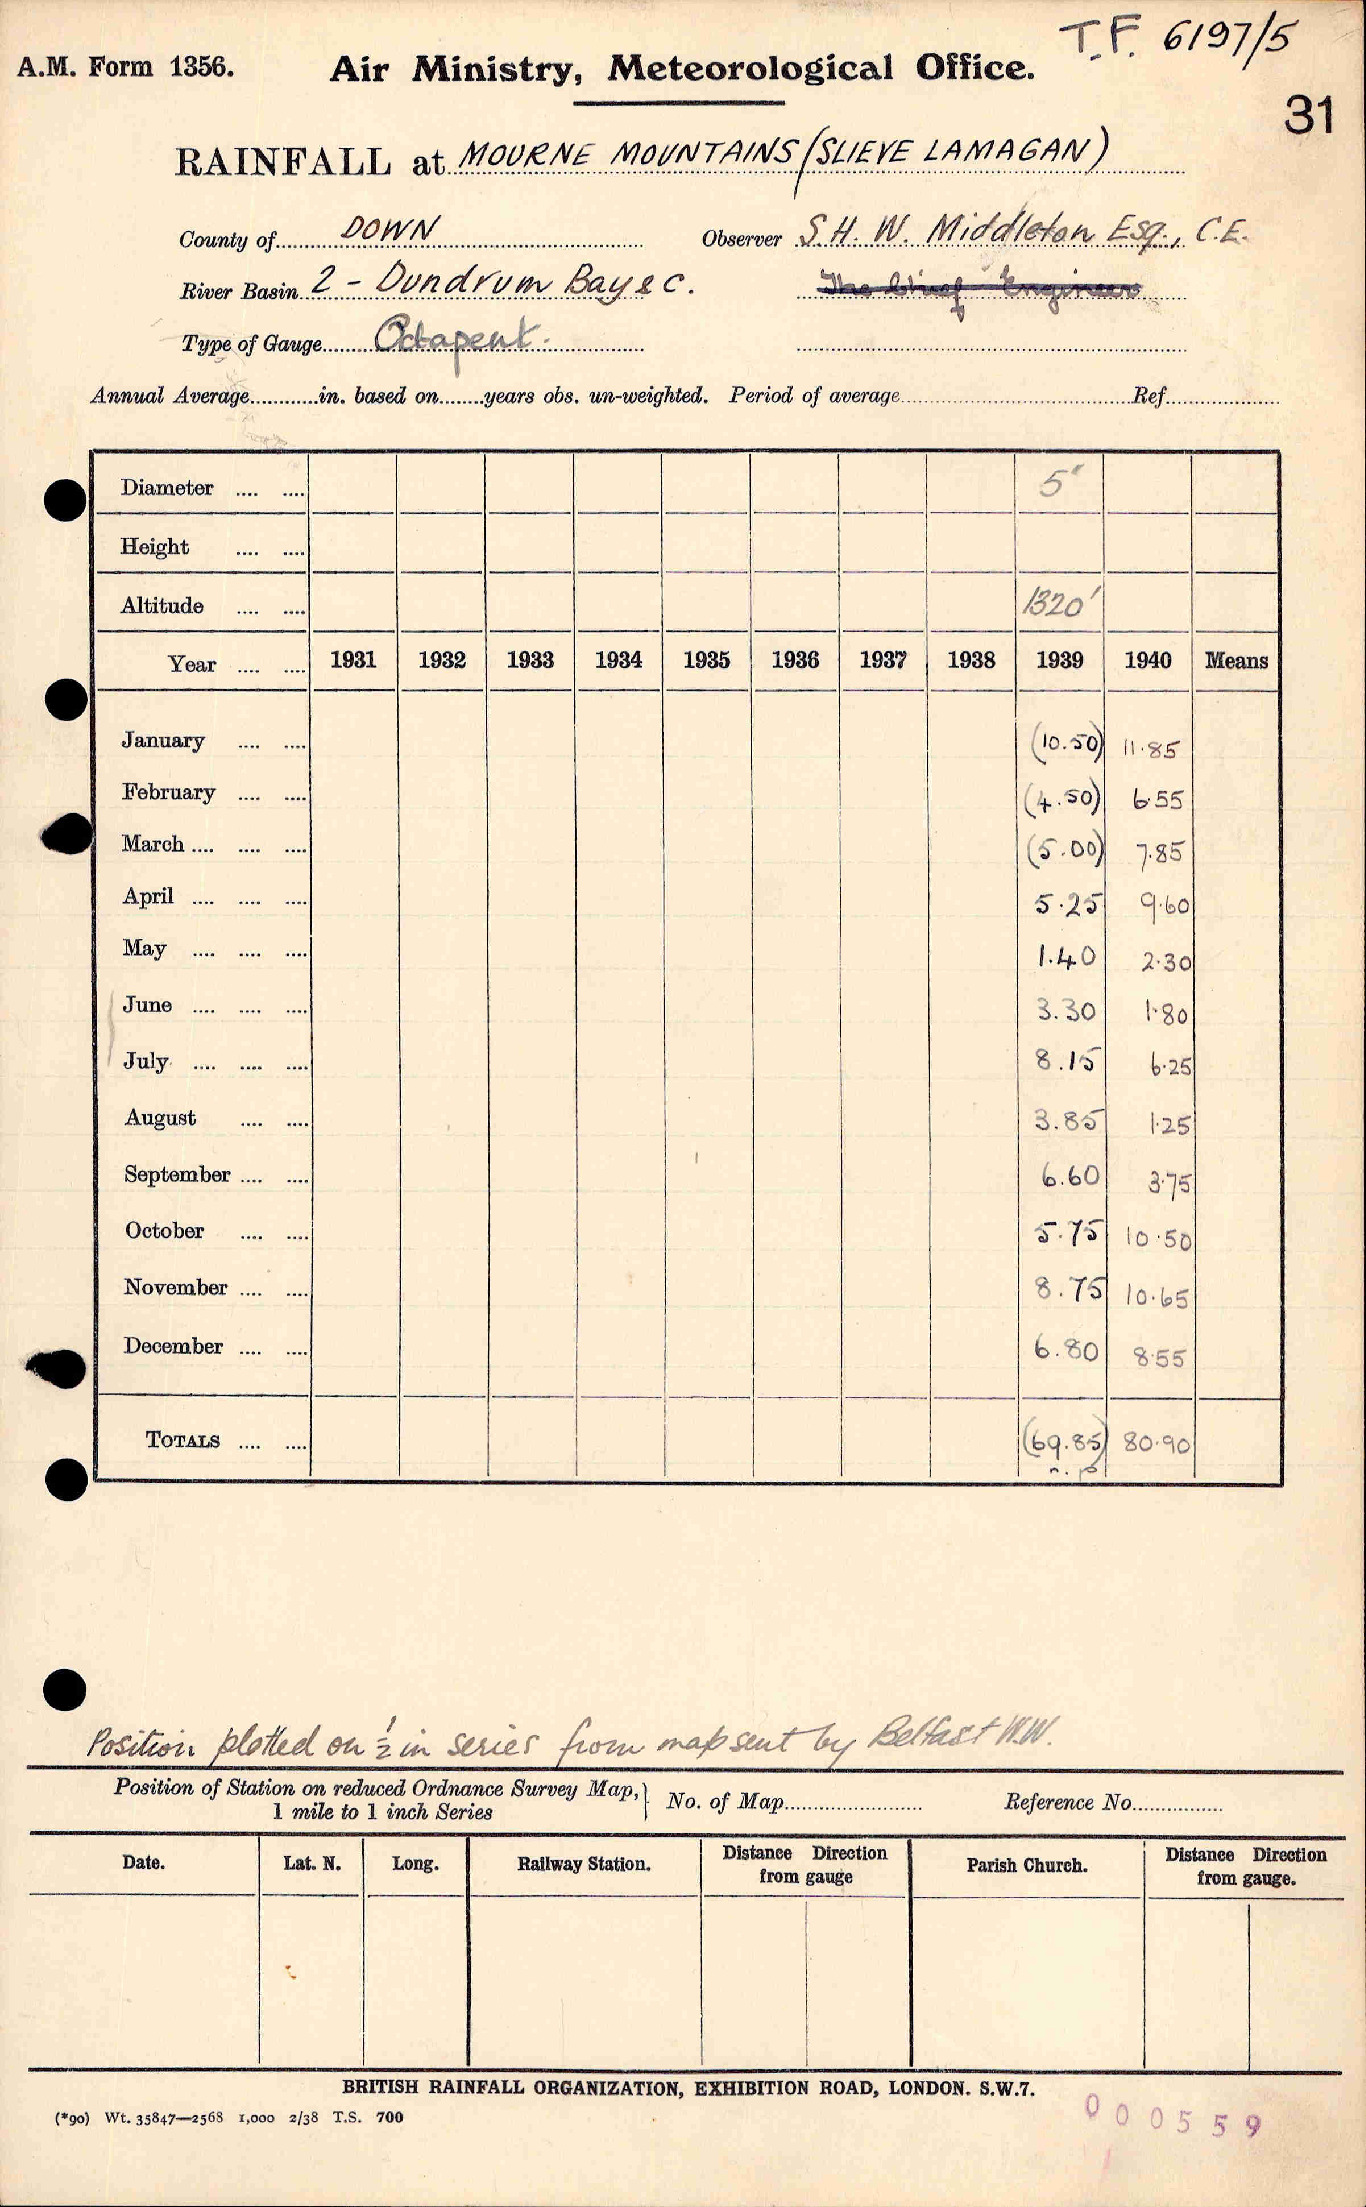 T.F. 6197/5
A.M. Form 1356. Air Ministry, Meteorological Office.
31
RAINFALL at MOURNE MOUNTAINS (SLIEVE LAMAGAN)
County of DOWN Observer S.H.W. Middleton Esq., C.E.
River Basin 2 - Dundrum Bay & C. The Chief Engineer
Type of Gauge Octapent.
Annual Average in. based on years obs. un-weighted. Period of average Ref
Diameter .... .... 5"
Height .... ....
Altitude .... .... 1320'
Year .... .... 1931 1932 1933 1934 1935 1936 1937 1938 1939 1940 Means
January .... .... (10.50) 11.85
February .... .... (4.50) 6.55
March .... .... .... (5.00) 7.85
April .... .... .... 5.25 9.60
May .... .... .... 1.40 2.30
June .... .... .... 3.30 1.80
July .... .... .... 8.15 6.25
August .... .... 3.85 1.25
September .... .... 6.60 3.75
October .... .... 5.75 10.50
November .... .... 8.75 10.65
December .... .... 6.80 8.55
TOTALS .... .... (69.85) 80.90
n.p
Position plotted on 1/2 in series from map sent by Belfast W.W.
Position of Station on reduced Ordnance Survey Map, } No. of Map Reference No.
1 mile to 1 inch Series
Date. Lat. N. Long. Railway Station. Distance Direction from gauge Parish Church. Distance Direction from gauge.
BRITISH RAINFALL ORGANIZATION, EXHIBITION ROAD, LONDON. S.W.7.
(*90) Wt. 35847—2568 1,000 2/38 T.S. 700
000559